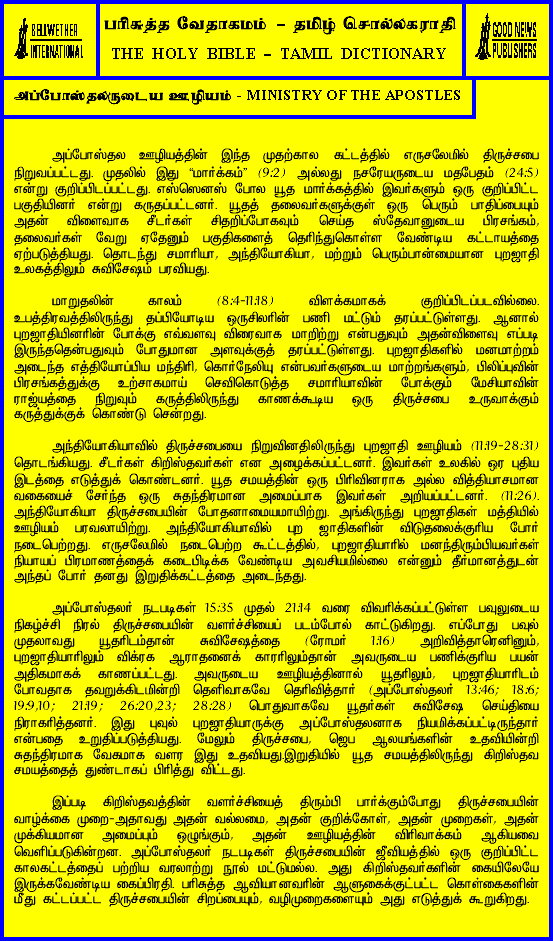 BELLWETHER
INTERNATIONAL
பரிசுத்த வேதாகமம் – தமிழ் சொல்லகராதி
THE HOLY BIBLE – TAMIL DICTIONARY
GOOD NEWS
PUBLISHERS
அப்போஸ்தலருடைய ஊழியம் - MINISTRY OF THE APOSTLES
அப்போஸ்தல ஊழியத்தின் இந்த முதற்கால கட்டத்தில் எருசலேமில் திருச்சபை
நிறுவப்பட்டது. முதலில் இது “மார்க்கம்” (9:2) அல்லது நசரேயருடைய மதபேதம் (24:5)
என்று குறிப்பிடப்பட்டது. எஸ்ஸெனஸ் போல யூத மார்க்கத்தில் இவர்களும் ஒரு குறிப்பிட்ட
பகுதியினர் என்று கருதப்பட்டனர். யூதத் தலைவர்களுக்குள் ஒரு பெரும் பாதிப்பையும்
அதன் விளைவாக சீடர்கள் சிதறிப்போகவும் செய்த ஸ்தேவானுடைய பிரசங்கம்,
தலைவர்கள் வேறு ஏதேனும் பகுதிகளைத் தெரிந்துகொள்ள வேண்டிய கட்டாயத்தை
ஏற்படுத்தியது. தொடந்து சமாரியா, அந்தியோகியா, மற்றும் பெரும்பான்மையான புறஜாதி
உலகத்திலும் சுவிசேஷம் பரவியது.
மாறுதலின் காலம் (8:4-11:18) விளக்கமாகக் குறிப்பிடப்படவில்லை.
உபத்திரவத்திலிருந்து தப்பியோடிய ஒருசிலரின் பணி மட்டும் தரப்பட்டுள்ளது. ஆனால்
புறஜாதியினரின் போக்கு எவ்வளவு விரைவாக மாறிற்று என்பதுவும் அதன்விளைவு எப்படி
இருந்ததென்பதுவும் போதுமான அளவுக்குத் தரப்பட்டுள்ளது. புறஜாதிகளில் மனமாற்றம்
அடைந்த எத்தியோப்பிய மந்திரி, கொர்நேலியு என்பவர்களுடைய மாற்றங்களும், பிலிப்புவின்
பிரசங்கத்துக்கு உற்சாகமாய் செவிகொடுத்த சமாரியாவின் போக்கும் மேசியாவின்
ராஜ்யத்தை நிறுவும் கருத்திலிருந்து காணக்கூடிய ஒரு திருச்சபை உருவாக்கும்
கருத்துக்குக் கொண்டு சென்றது.
அந்தியோகியாவில் திருச்சபையை நிறுவினதிலிருந்து புறஜாதி ஊழியம் (11:19-28:31)
தொடங்கியது. சீடர்கள் கிறிஸ்தவர்கள் என அழைக்கப்பட்டனர். இவர்கள் உலகில் ஒர புதிய
இடத்தை எடுத்துக் கொண்டனர். யூத சமயத்தின் ஒரு பிரிவினராக அல்ல வித்தியாசமான
வகையைச் சேர்ந்த ஒரு சுதந்திரமான அமைப்பாக இவர்கள் அறியப்பட்டனர். (11:26).
அந்தியோகியா திருச்சபையின் போதனாமையமாயிற்று. அங்கிருந்து புறஜாதிகள் மத்தியில்
ஊழியம் பரவலாயிற்று. அந்தியோகியாவில் புற ஜாதிகளின் விடுதலைக்குரிய போர்
நடைபெற்றது. எருசலேமில் நடைபெற்ற கூட்டத்தில், புறஜாதியாரில் மனந்திரும்பியவர்கள்
நியாயப் பிரமாணத்தைக் கடைபிடிக்க வேண்டிய அவசியமில்லை என்னும் தீர்மானத்துடன்
அந்தப் போர் தனது இறுதிக்கட்டத்தை அடைந்தது.
அப்போஸ்தலர் நடபடிகள் 15:35 முதல் 21:14 வரை விவரிக்கப்பட்டுள்ள பவுலுடைய
நிகழ்ச்சி நிரல் திருச்சபையின் வளர்ச்சியைப் படம்போல் காட்டுகிறது. எப்போது பவுல்
முதலாவது யூதரிடம்தான் சுவிசேஷத்தை (ரோமர் 1:16) அறிவித்தாரெனினும்,
புறஜாதியாரிலும் விக்ரக ஆராதனைக் காரரிலும்தான் அவருடைய பணிக்குரிய பயன்
அதிகமாகக் காணப்பட்டது. அவருடைய ஊழியத்தினால் யூதரிலும், புறஜாதியாரிடம்
போவதாக தவறுக்கிடமின்றி தெளிவாகவே தெரிவித்தார் (அப்போஸ்தலர் 13:46; 18:6;
19:9,10; 21:19; 26:20,23; 28:28) பொதுவாகவே யூதர்கள் சுவிசேஷ செய்தியை
நிராகரித்தனர். இது புவுல் புறஜாதியாருக்கு அப்போஸ்தலனாக நியமிக்கப்பட்டிருந்தார்
என்பதை உறுதிப்படுத்தியது. மேலும் திருச்சபை, ஜெப ஆலயங்களின் உதவியின்றி
சுதந்திரமாக வேகமாக வளர இது உதவியது.இறுதியில் யூத சமயத்திலிருந்து கிறிஸ்தவ
சமயத்தைத் துண்டாகப் பிரித்து விட்டது.
இப்படி கிறிஸ்தவத்தின் வளர்ச்சியைத் திரும்பி பார்க்கும்போது திருச்சபையின்
வாழ்க்கை முறை-அதாவது அதன் வல்லமை, அதன் குறிக்கோள், அதன் முறைகள், அதன்
முக்கியமான அமைப்பும் ஒழுங்கும், அதன் ஊழியத்தின் விரிவாக்கம் ஆகியவை
வெளிப்படுகின்றன. அப்போஸ்தலர் நடபடிகள் திருச்சபையின் ஜீவியத்தில் ஒரு குறிப்பிட்ட
காலகட்டத்தைப் பற்றிய வரலாற்று நூல் மட்டுமல்ல. அது கிறிஸ்தவர்களின் கையிலேயே
இருக்கவேண்டிய கைப்பிரதி. பரிசுத்த ஆவியானவரின் ஆளுகைக்குட்பட்ட கொள்கைகளின்
மீது கட்டப்பட்ட திருச்சபையின் சிறப்பையும், வழிமுறைகளையும் அது எடுத்துக் கூறுகிறது.